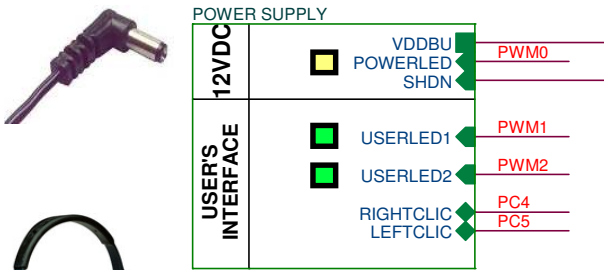 POWER SUPPLY
12VDC
VDDBU
POWERLED PWM0
SHDN
USER'S
INTERFACE
USERLED1 PWM1
USERLED2 PWM2
RIGHTCLIC PC4
LEFTCLIC PC5